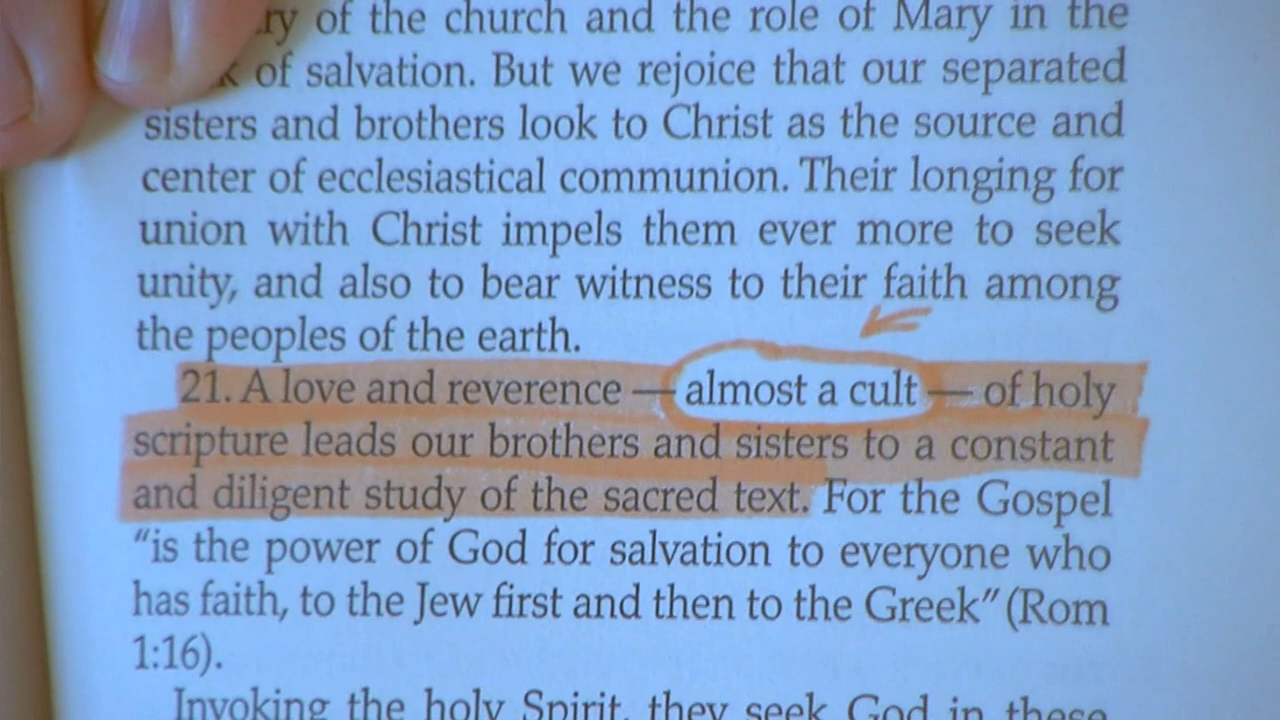 of the church and the role of Mary in the
of salvation. But we rejoice that our separated
sisters and brothers look to Christ as the source and
center of ecclesiastical communion. Their longing for
union with Christ impels them ever more to seek
unity, and also to bear witness to their faith among
the peoples of the earth.
21. A love and reverence — almost a cult — of holy
scripture leads our brothers and sisters to a constant
and diligent study of the sacred text. For the Gospel
“is the power of God for salvation to everyone who
has faith, to the Jew first and then to the Greek” (Rom
1:16).
Invoking the holy Spirit, they seek God in these